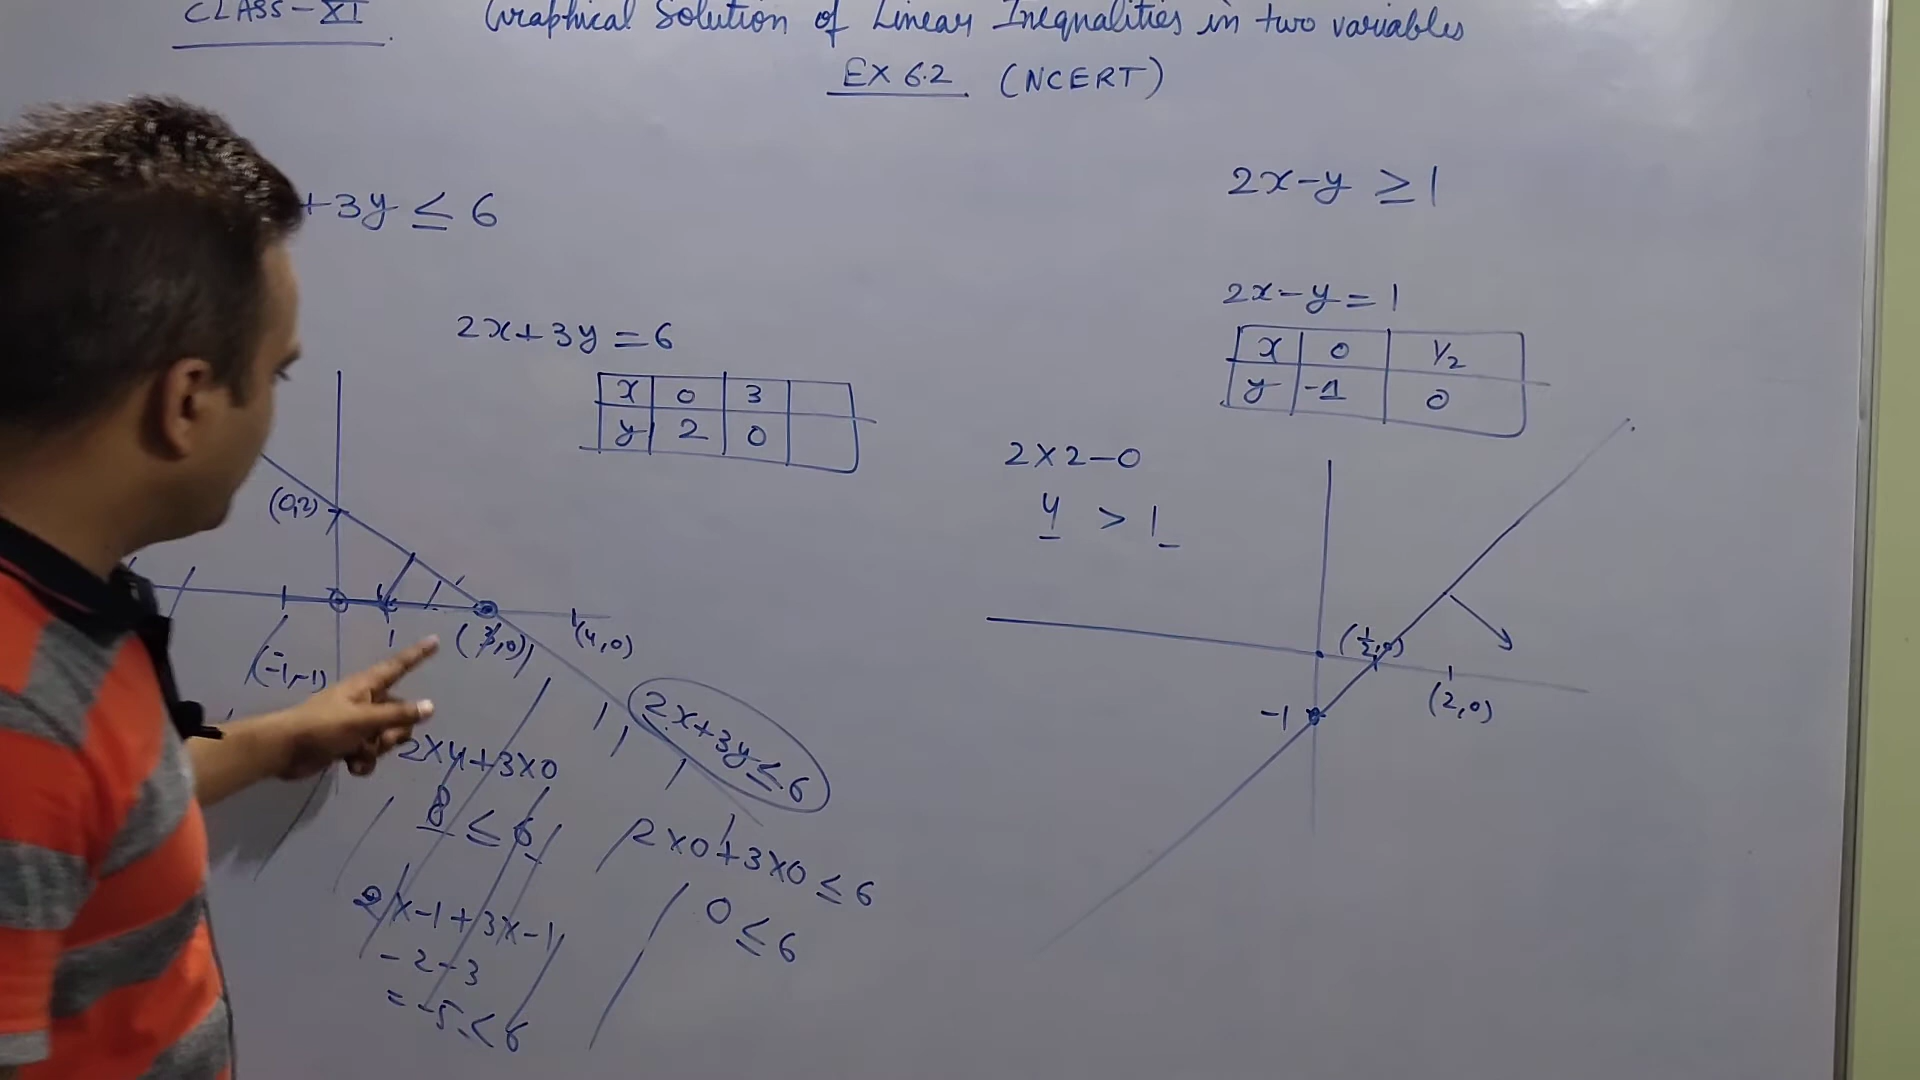 CLASS-XI. Graphical Solution of Linear Inequalities in two variables
EX 6.2. (NCERT)
+3y ≤ 6
2x+3y = 6
x 0 3
y 2 0
(0,2)
1
(3,0)
(4,0)
(-1,-1)
2x+3y ≤ 6
2×4+3×0
8 ≤ 6
2×-1+3×-1
-2-3
= -5 < 6
2×0+3×0 ≤ 6
0 ≤ 6
2x-y ≥ 1
2x-y = 1
x 0 1/2
y -1 0
2×2-0
4 > 1
(1/2,0)
(2,0)
-1